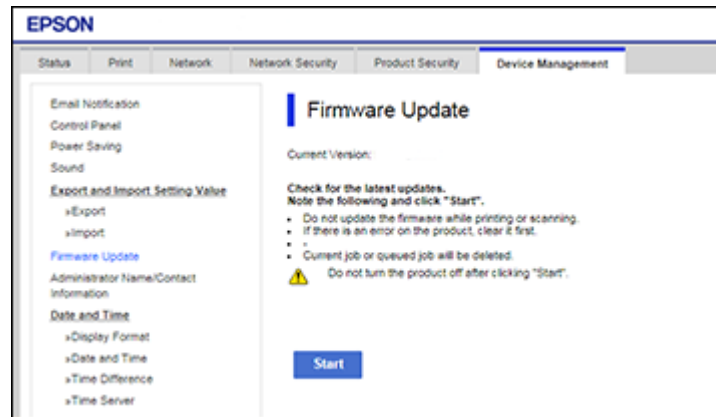 EPSON
Status Print Network Network Security Product Security Device Management
Email Notification
Control Panel
Power Saving
Sound
Export and Import Setting Value
»Export
»Import
Firmware Update
Administrator Name/Contact
Information
Date and Time
»Display Format
»Date and Time
»Time Difference
»Time Server
Firmware Update
Current Version:
Check for the latest updates.
Note the following and click "Start".
• Do not update the firmware while printing or scanning.
• If there is an error on the product, clear it first.
• -
• Current job or queued job will be deleted.
Do not turn the product off after clicking "Start".
Start